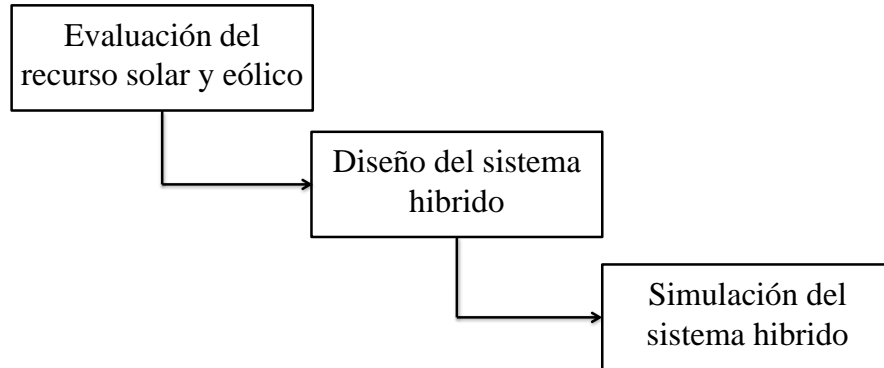 Evaluación del
recurso solar y eólico
Diseño del sistema
hibrido
Simulación del
sistema hibrido